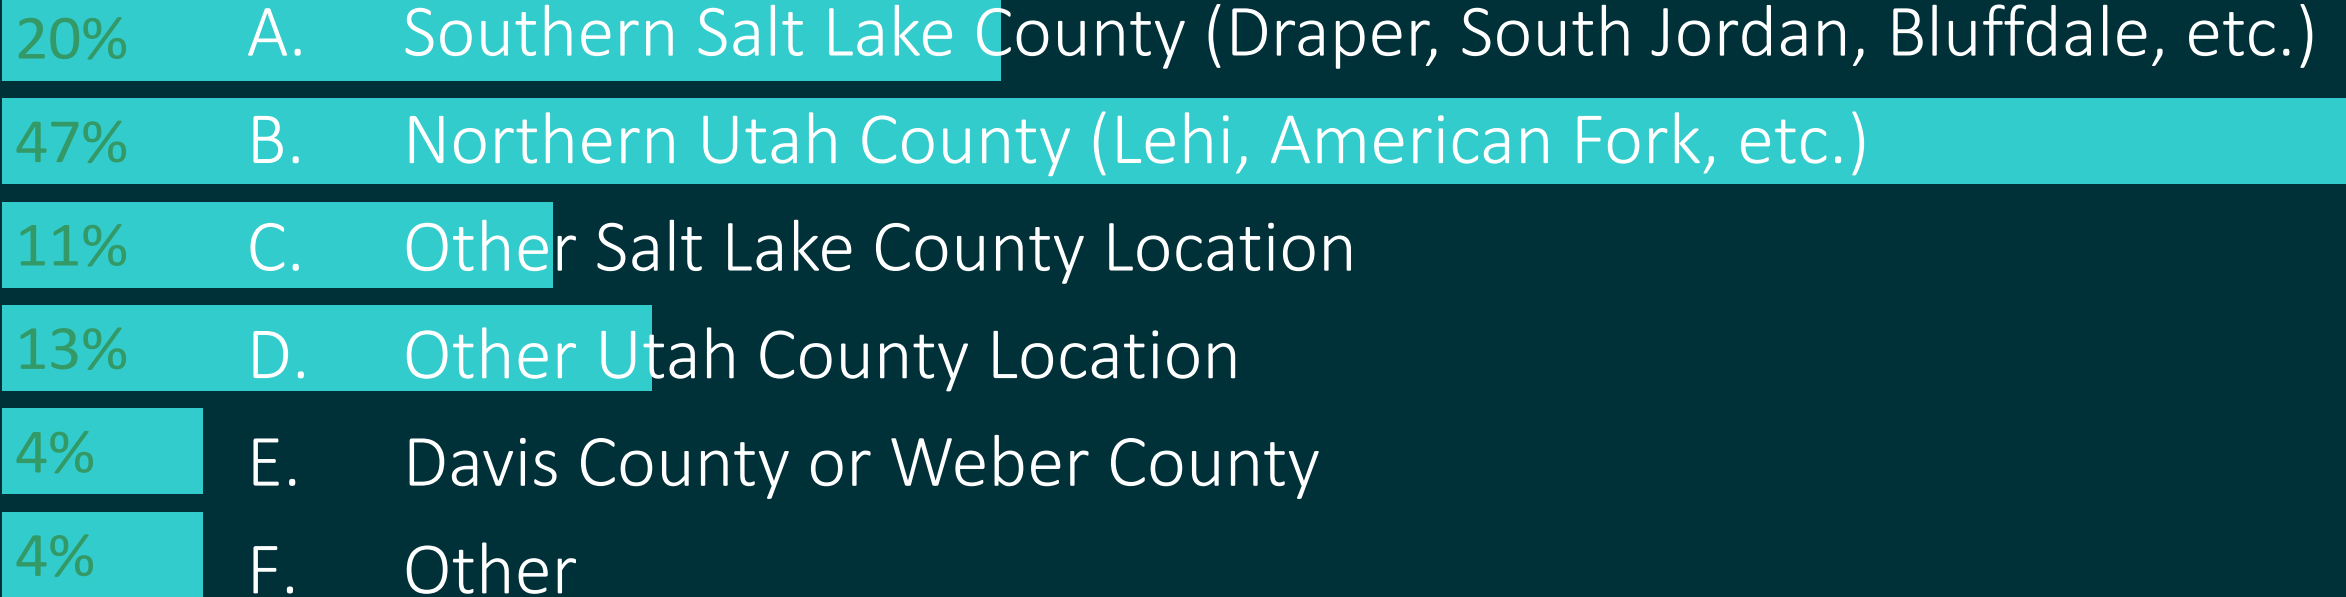 20% A. Southern Salt Lake County (Draper, South Jordan, Bluffdale, etc.)
47% B. Northern Utah County (Lehi, American Fork, etc.)
11% C. Other Salt Lake County Location
13% D. Other Utah County Location
4% E. Davis County or Weber County
4% F. Other